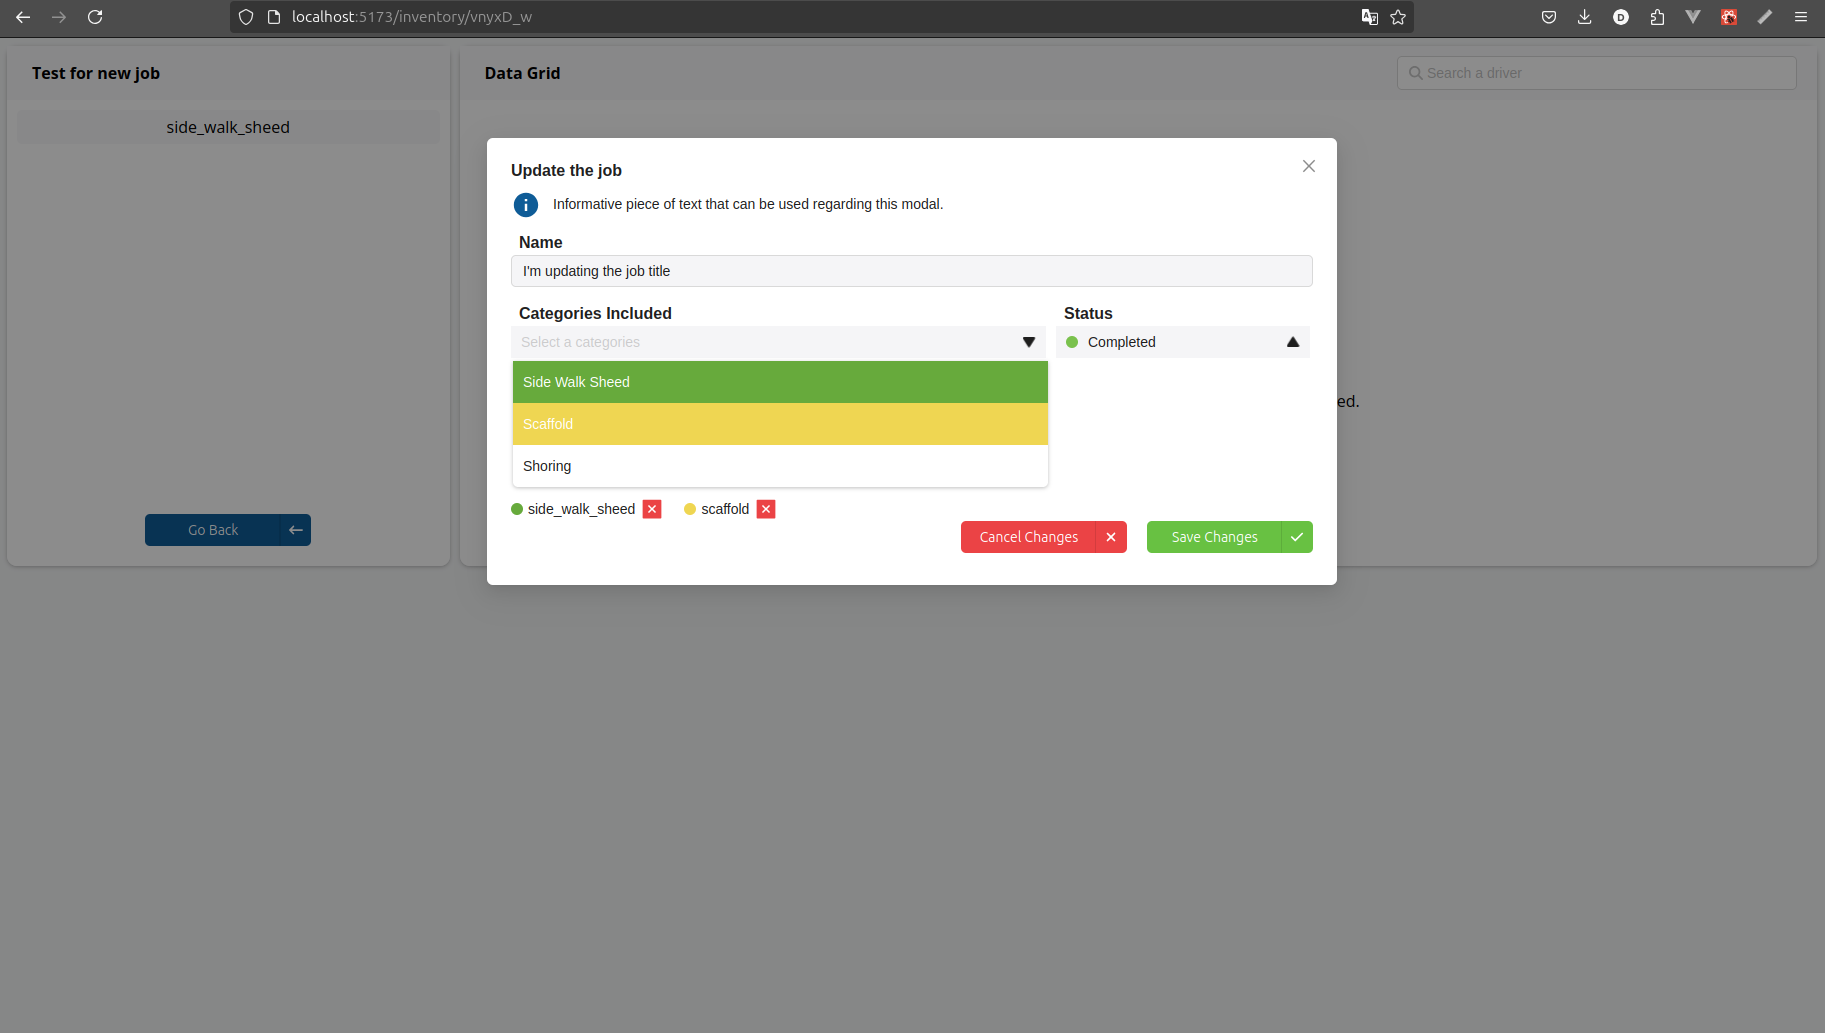 localhost:5173/inventory/vnyxD_w
D
Test for new job
side_walk_sheed
Go Back
Data Grid
Search a driver
ed.
Update the job
i
Informative piece of text that can be used regarding this modal.
Name
I'm updating the job title
Categories Included
Select a categories
Status
Completed
Side Walk Sheed
Scaffold
Shoring
side_walk_sheed
scaffold
Cancel Changes
Save Changes